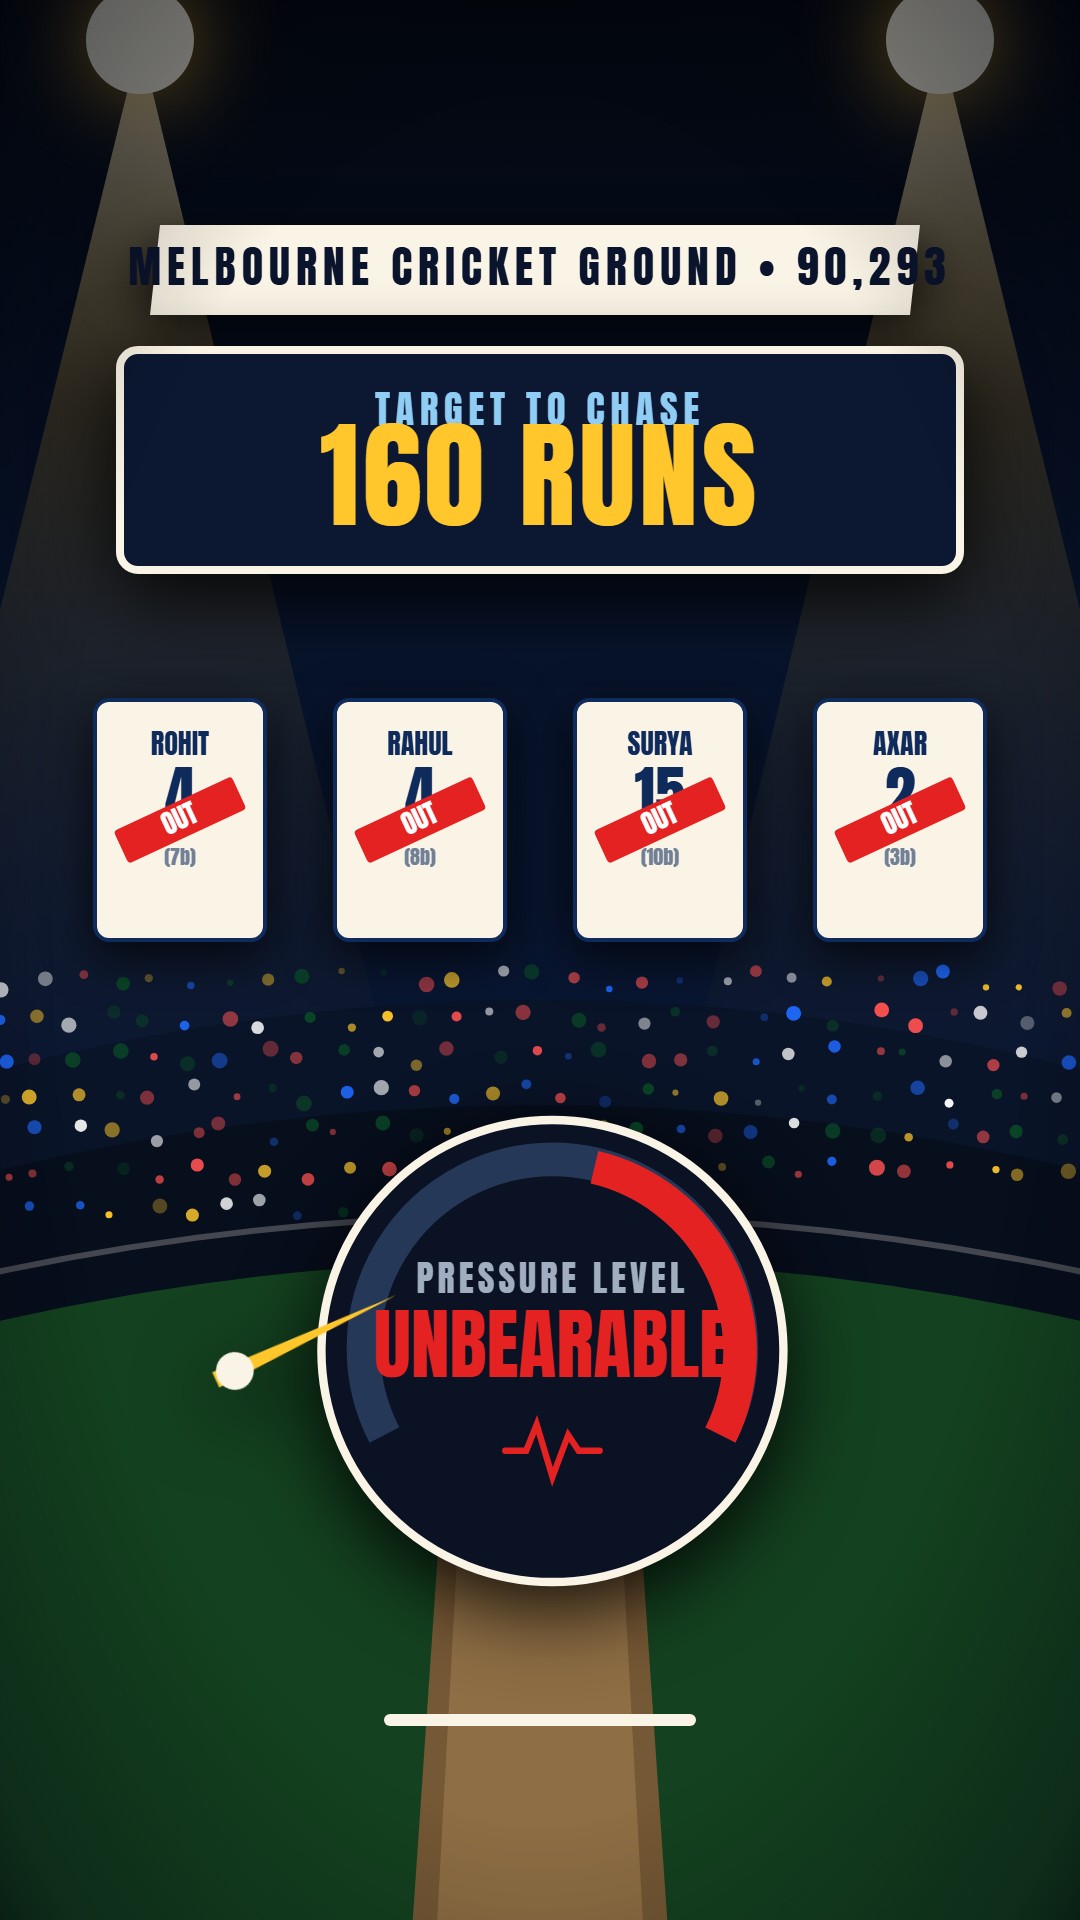 MELBOURNE CRICKET GROUND • 90,293
TARGET TO CHASE
160 RUNS
ROHIT
4
OUT
(7b)
RAHUL
4
OUT
(8b)
SURYA
15
OUT
(10b)
AXAR
2
OUT
(3b)
PRESSURE LEVEL
UNBEARABLE